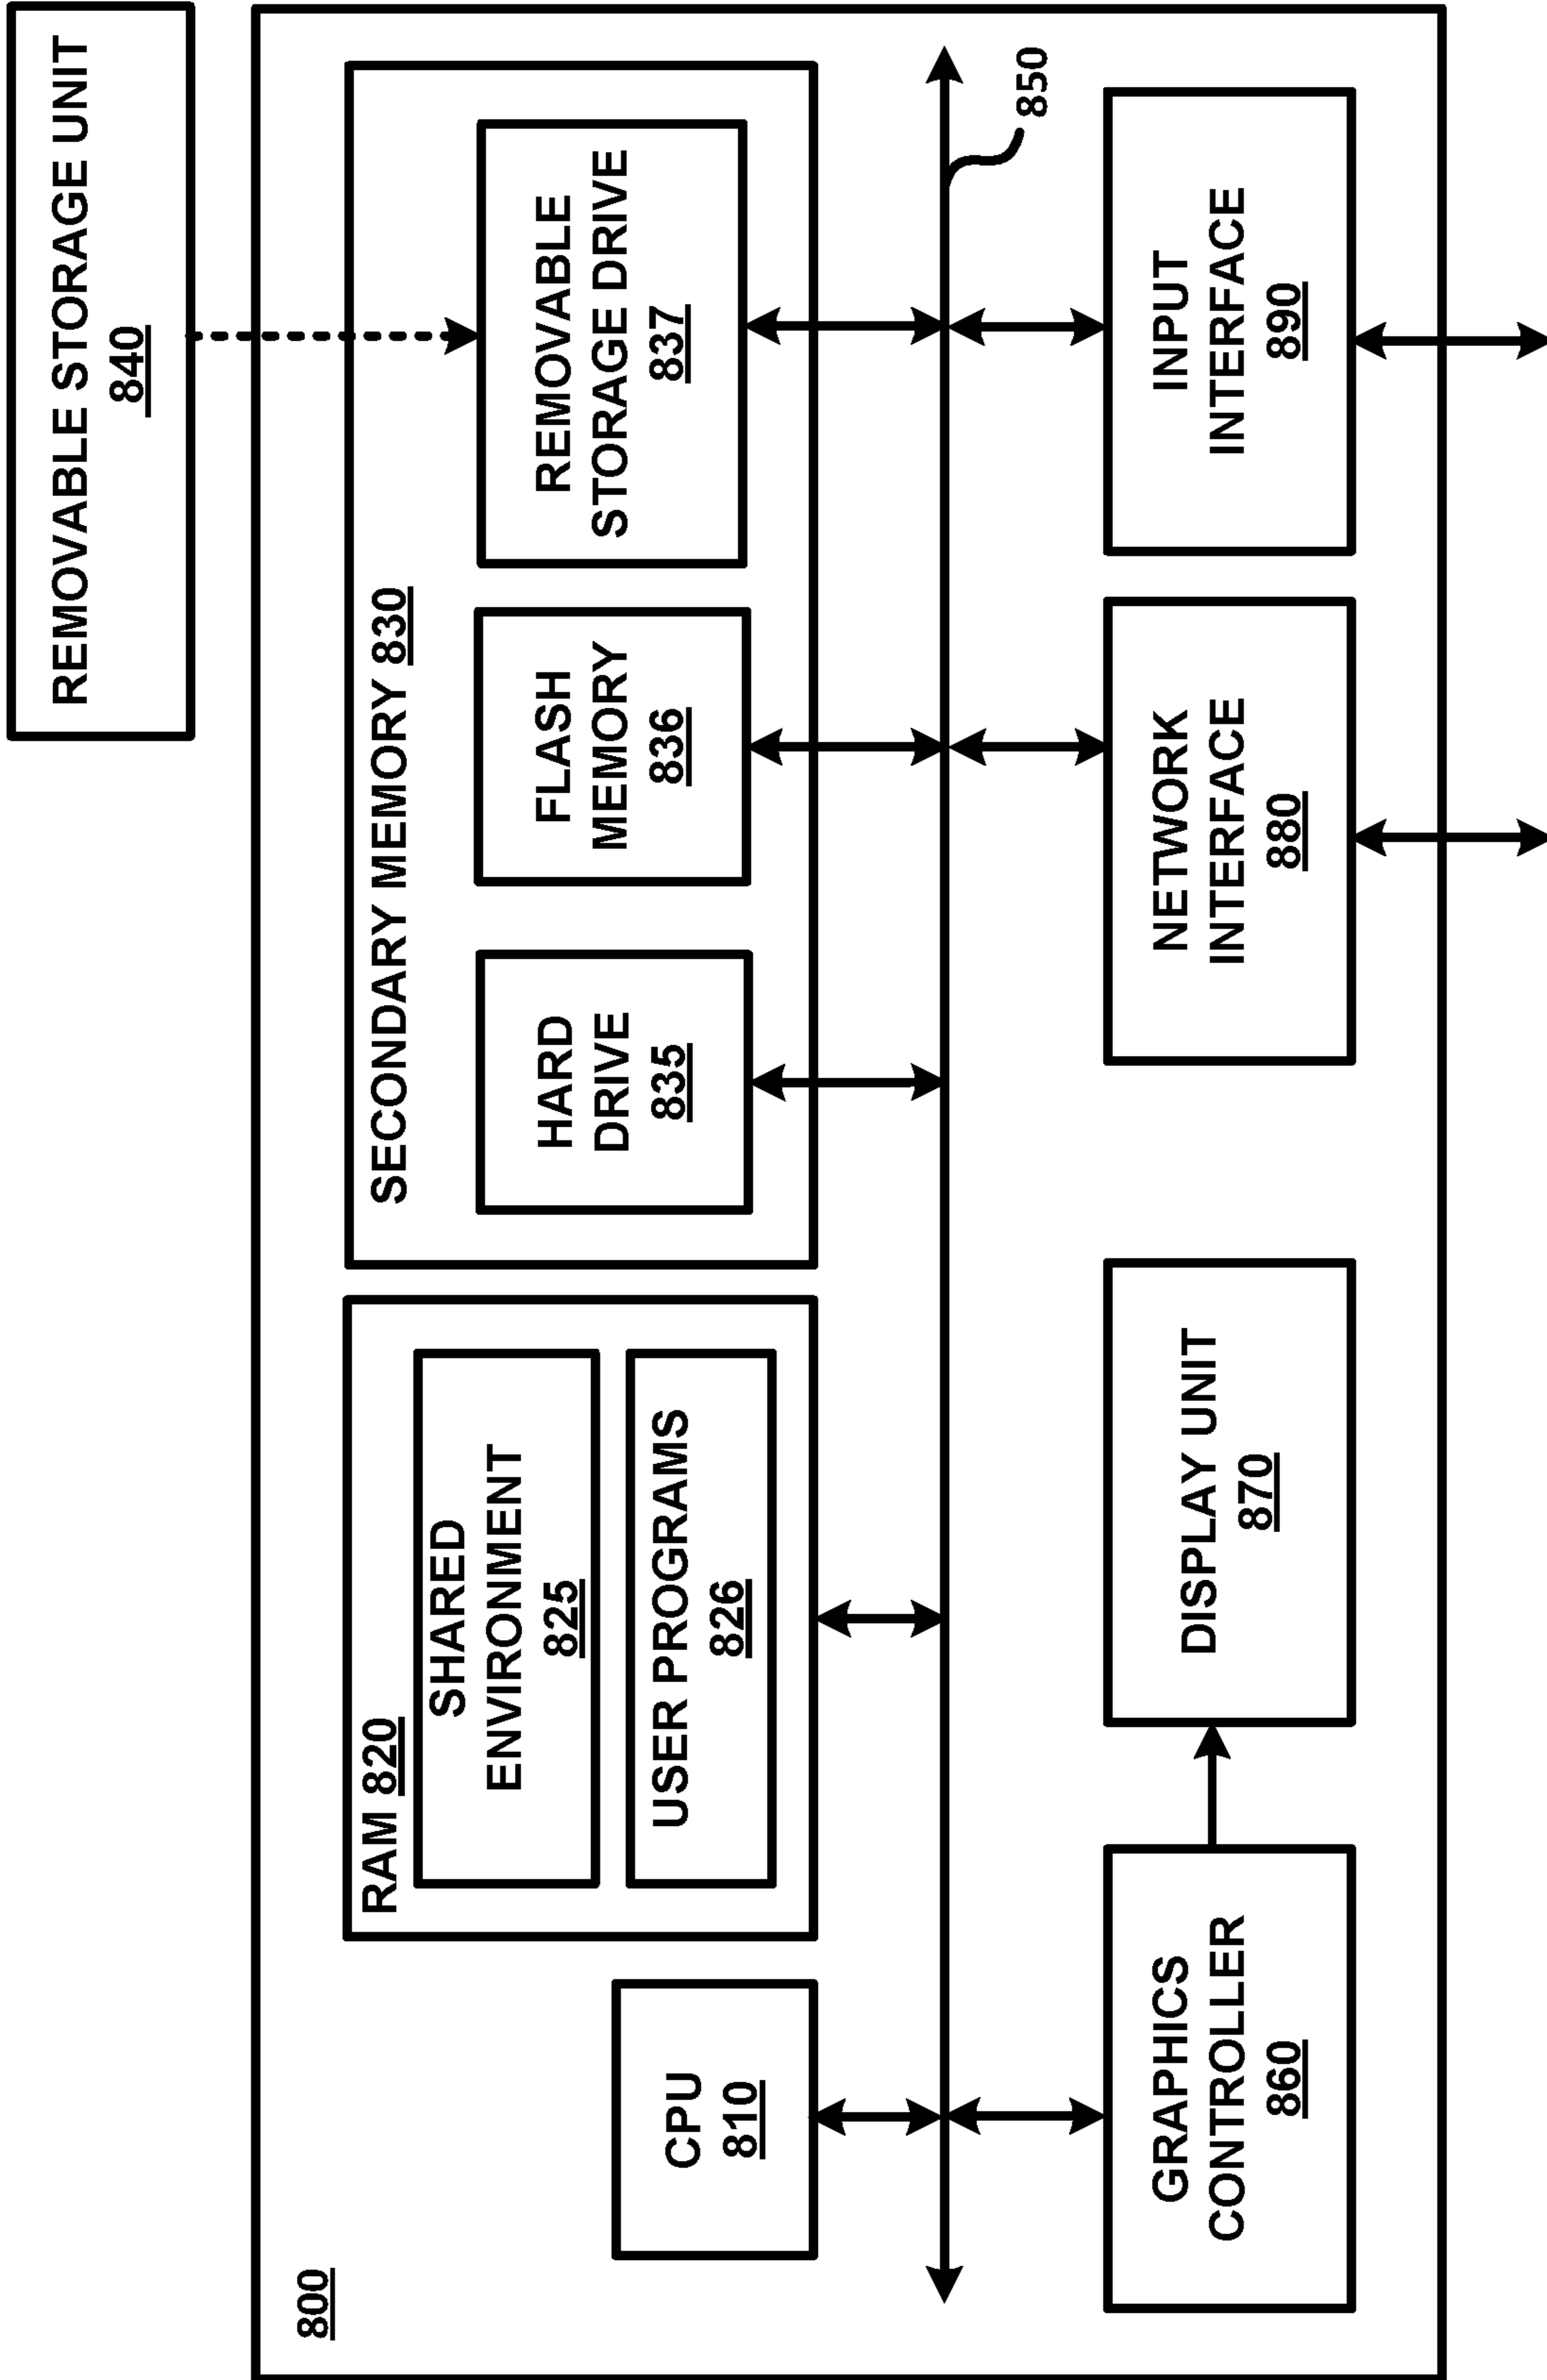 REMOVABLE STORAGE UNIT
840
800
RAM 820
SHARED
ENVIRONMENT
825
USER PROGRAMS
826
SECONDARY MEMORY 830
HARD
DRIVE
835
FLASH
MEMORY
836
REMOVABLE
STORAGE DRIVE
837
CPU
810
850
GRAPHICS
CONTROLLER
860
DISPLAY UNIT
870
NETWORK
INTERFACE
880
INPUT
INTERFACE
890